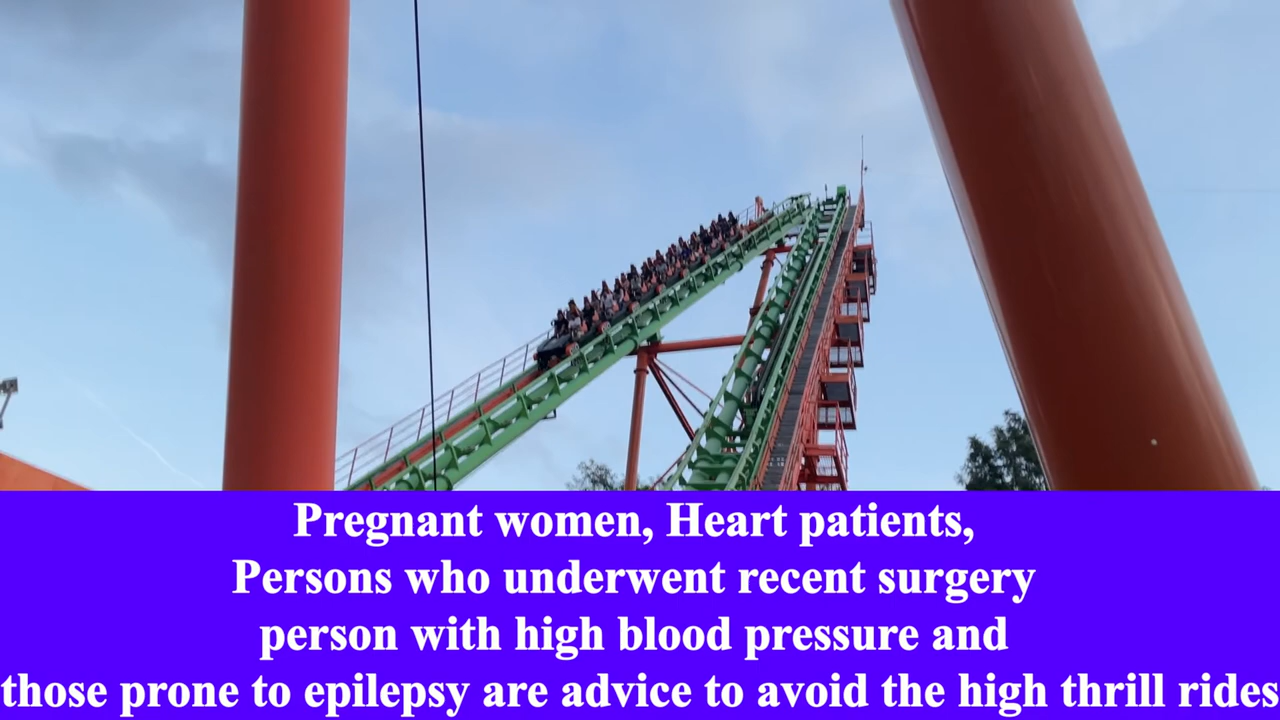 Pregnant women, Heart patients,
Persons who underwent recent surgery
person with high blood pressure and
those prone to epilepsy are advice to avoid the high thrill rides